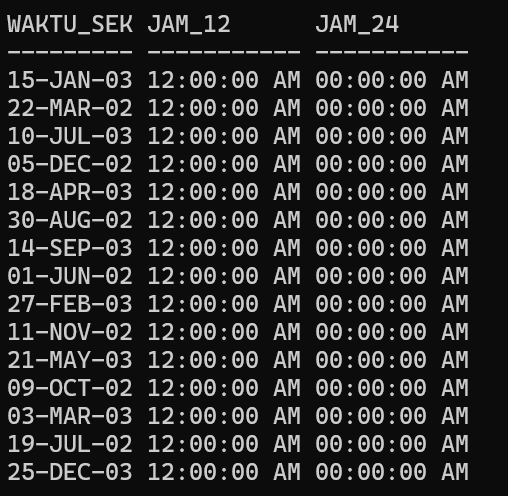 WAKTU_SEK JAM_12      JAM_24
--------- ----------- -----------
15-JAN-03 12:00:00 AM 00:00:00 AM
22-MAR-02 12:00:00 AM 00:00:00 AM
10-JUL-03 12:00:00 AM 00:00:00 AM
05-DEC-02 12:00:00 AM 00:00:00 AM
18-APR-03 12:00:00 AM 00:00:00 AM
30-AUG-02 12:00:00 AM 00:00:00 AM
14-SEP-03 12:00:00 AM 00:00:00 AM
01-JUN-02 12:00:00 AM 00:00:00 AM
27-FEB-03 12:00:00 AM 00:00:00 AM
11-NOV-02 12:00:00 AM 00:00:00 AM
21-MAY-03 12:00:00 AM 00:00:00 AM
09-OCT-02 12:00:00 AM 00:00:00 AM
03-MAR-03 12:00:00 AM 00:00:00 AM
19-JUL-02 12:00:00 AM 00:00:00 AM
25-DEC-03 12:00:00 AM 00:00:00 AM